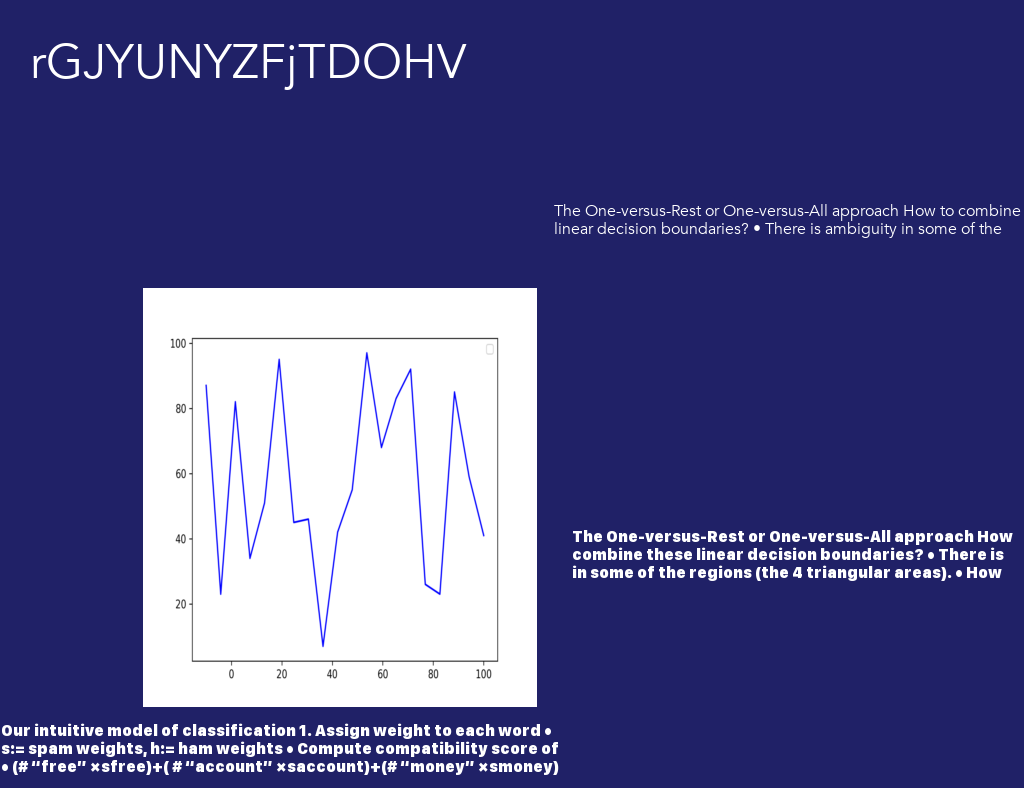 rGJYUNYZFjTDOHV
The One-versus-Rest or One-versus-All approach How to combine
linear decision boundaries? • There is ambiguity in some of the
100
80
60
40
20
0 20 40 60 80 100
The One-versus-Rest or One-versus-All approach How
combine these linear decision boundaries? • There is
in some of the regions (the 4 triangular areas). • How
Our intuitive model of classification 1. Assign weight to each word •
s:= spam weights, h:= ham weights • Compute compatibility score of
• (# “free” ×sfree)+( # “account” ×saccount)+(# “money” ×smoney)